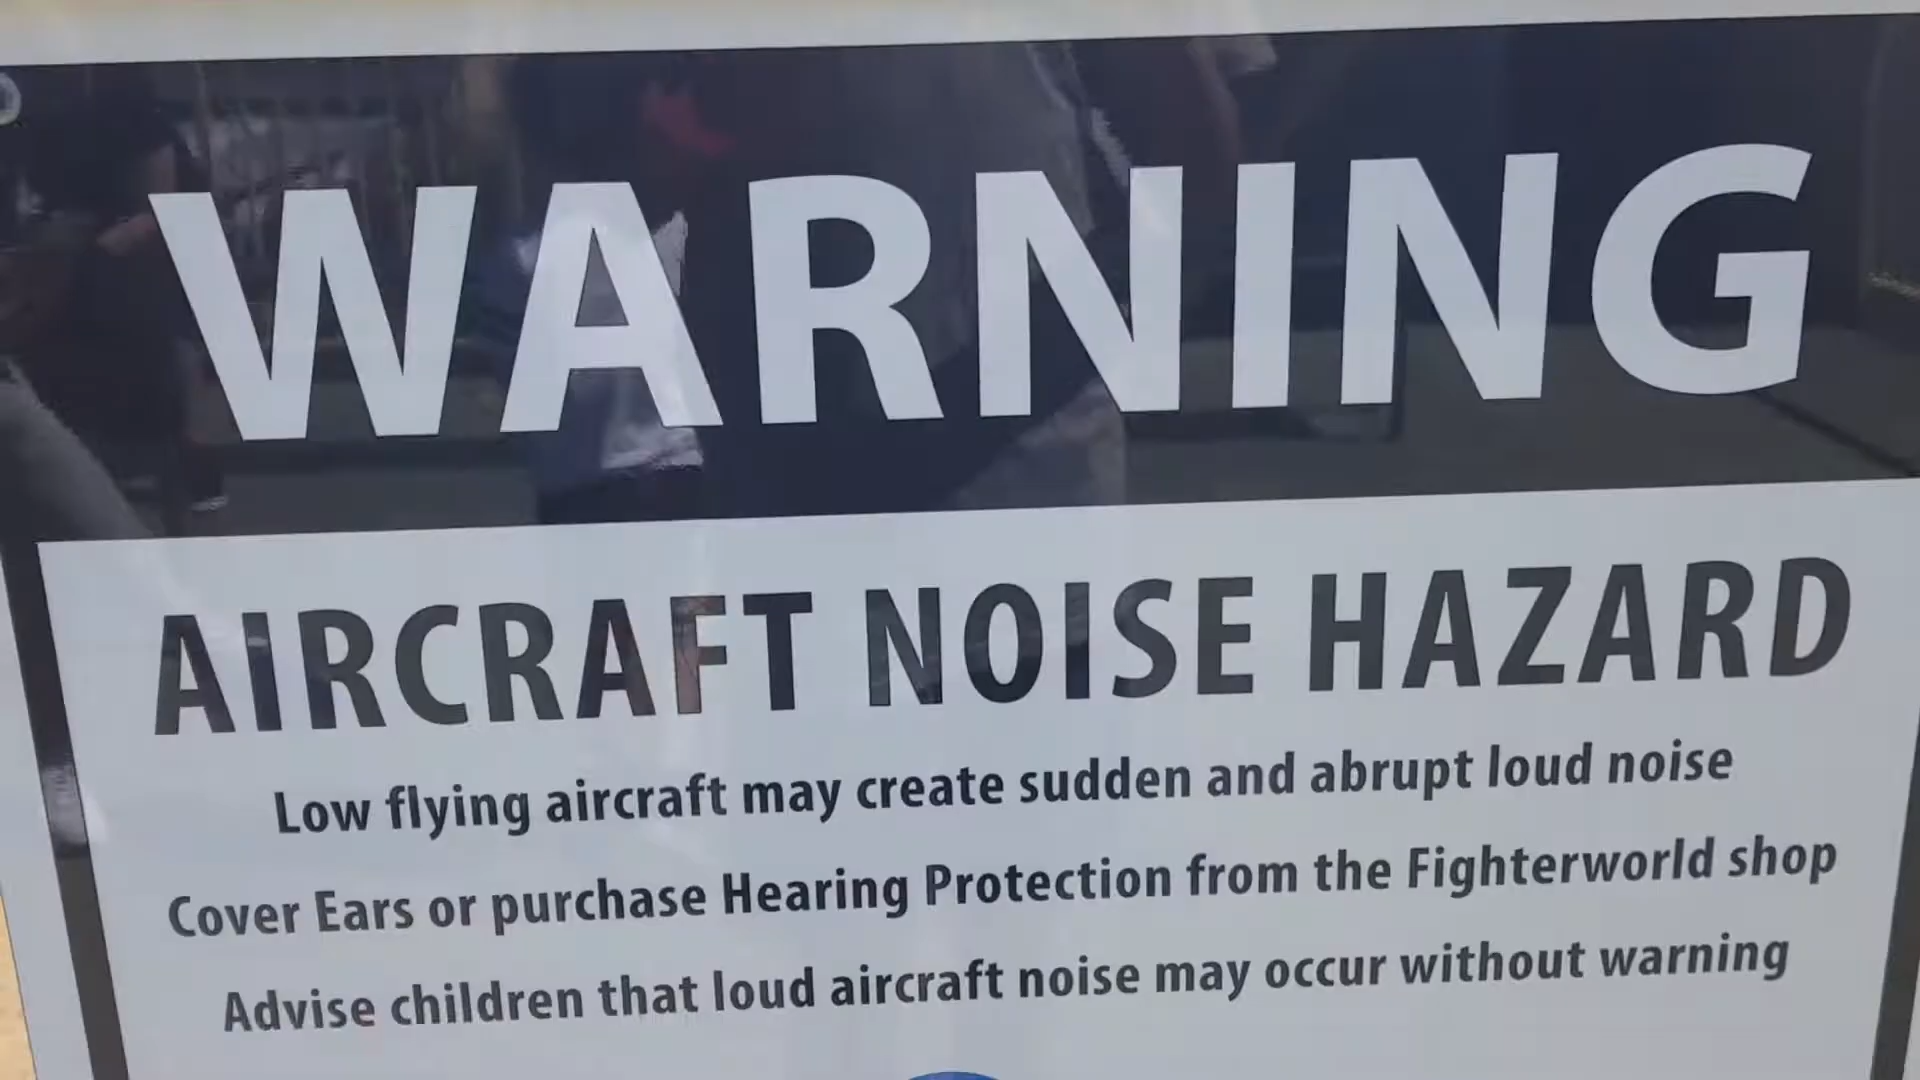 WARNING
AIRCRAFT NOISE HAZARD
Low flying aircraft may create sudden and abrupt loud noise
Cover Ears or purchase Hearing Protection from the Fighterworld shop
Advise children that loud aircraft noise may occur without warning